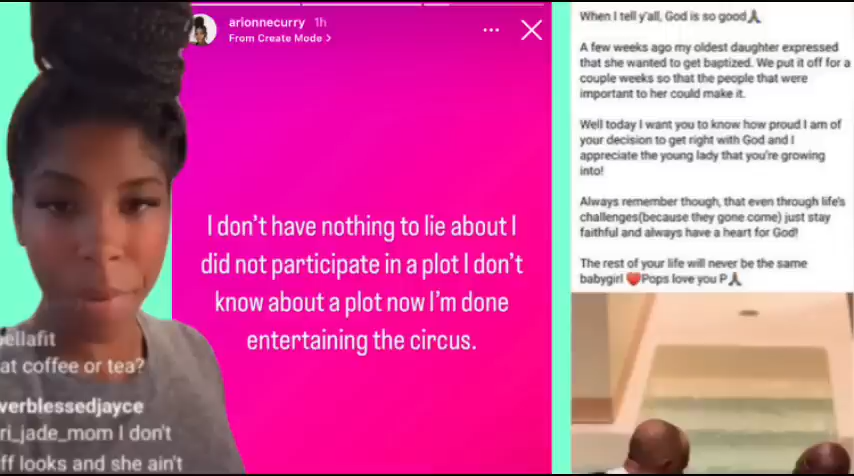 arionnecurry 1h
From Create Mode >
I don't have nothing to lie about I
did not participate in a plot I don't
know about a plot now I'm done
entertaining the circus.
ellafit
at coffee or tea?
verblessedjayce
ri_jade_mom I don't
ff looks and she ain't
When I tell y'all, God is so good🙏🏾
A few weeks ago my oldest daughter expressed
that she wanted to get baptized. We put it off for a
couple weeks so that the people that were
important to her could make it.
Well today I want you to know how proud I am of
your decision to get right with God and I
appreciate the young lady that you're growing
into!
Always remember though, that even through life's
challenges(because they gone come) just stay
faithful and always have a heart for God!
The rest of your life will never be the same
babygirl ❤️Pops love you P🙏🏾